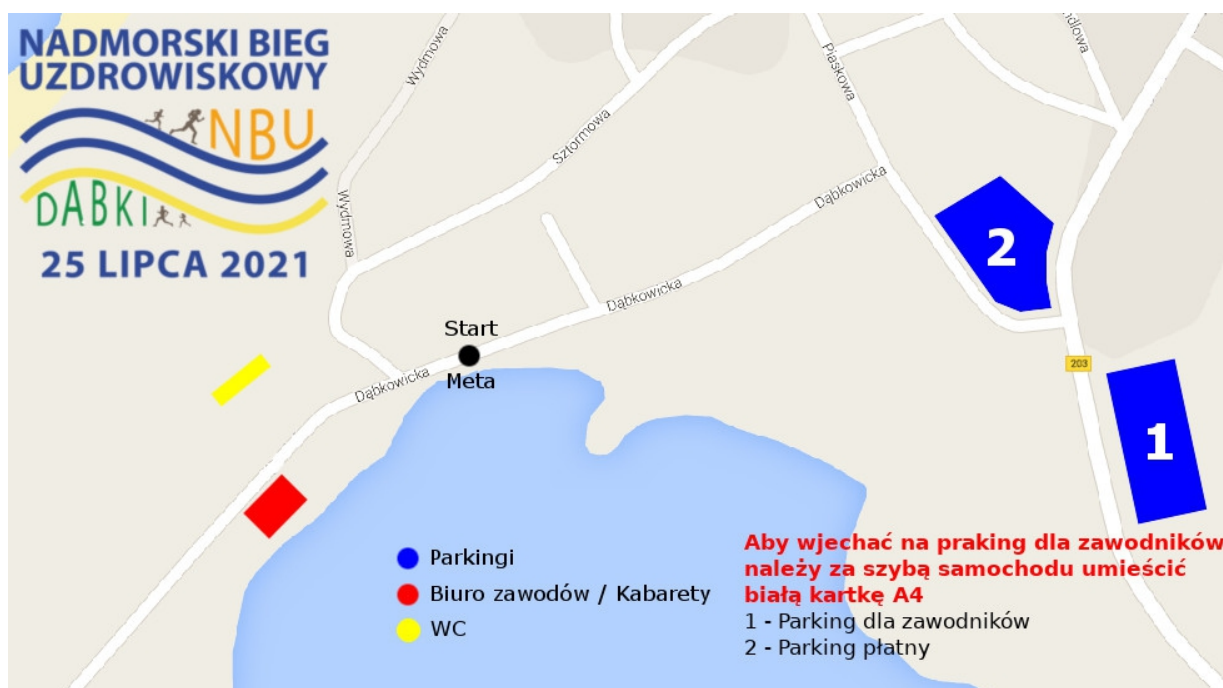 NADMORSKI BIEG
UZDROWISKOWY
NBU
DĄBKI
25 LIPCA 2021
Wydmowa
Wydmowa
Sztormowa
Piaskowa
ndlowa
Dąbkowicka
Dąbkowicka
Dąbkowicka
Start
Meta
2
203
1
Parkingi
Biuro zawodów / Kabarety
WC
Aby wjechać na praking dla zawodników
należy za szybą samochodu umieścić
białą kartkę A4
1 - Parking dla zawodników
2 - Parking płatny